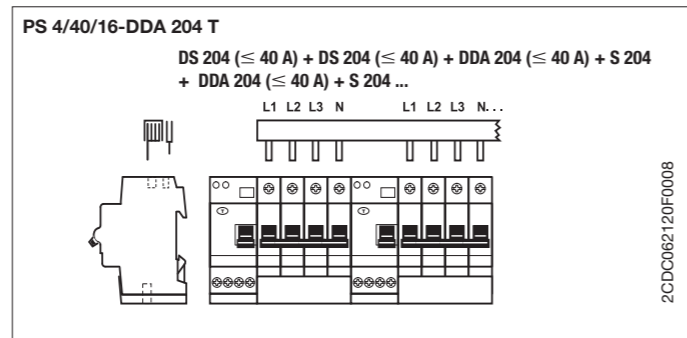 PS 4/40/16-DDA 204 T
DS 204 (≤ 40 A) + DS 204 (≤ 40 A) + DDA 204 (≤ 40 A) + S 204
+ DDA 204 (≤ 40 A) + S 204 ...
L1 L2 L3 N L1 L2 L3 N...
2CDC062120F0008